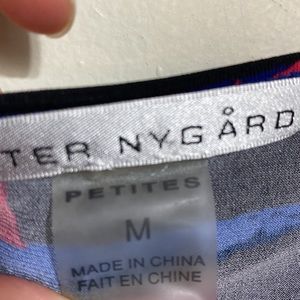 TER NYGÅRD
PETITES
M
MADE IN CHINA
FAIT EN CHINE